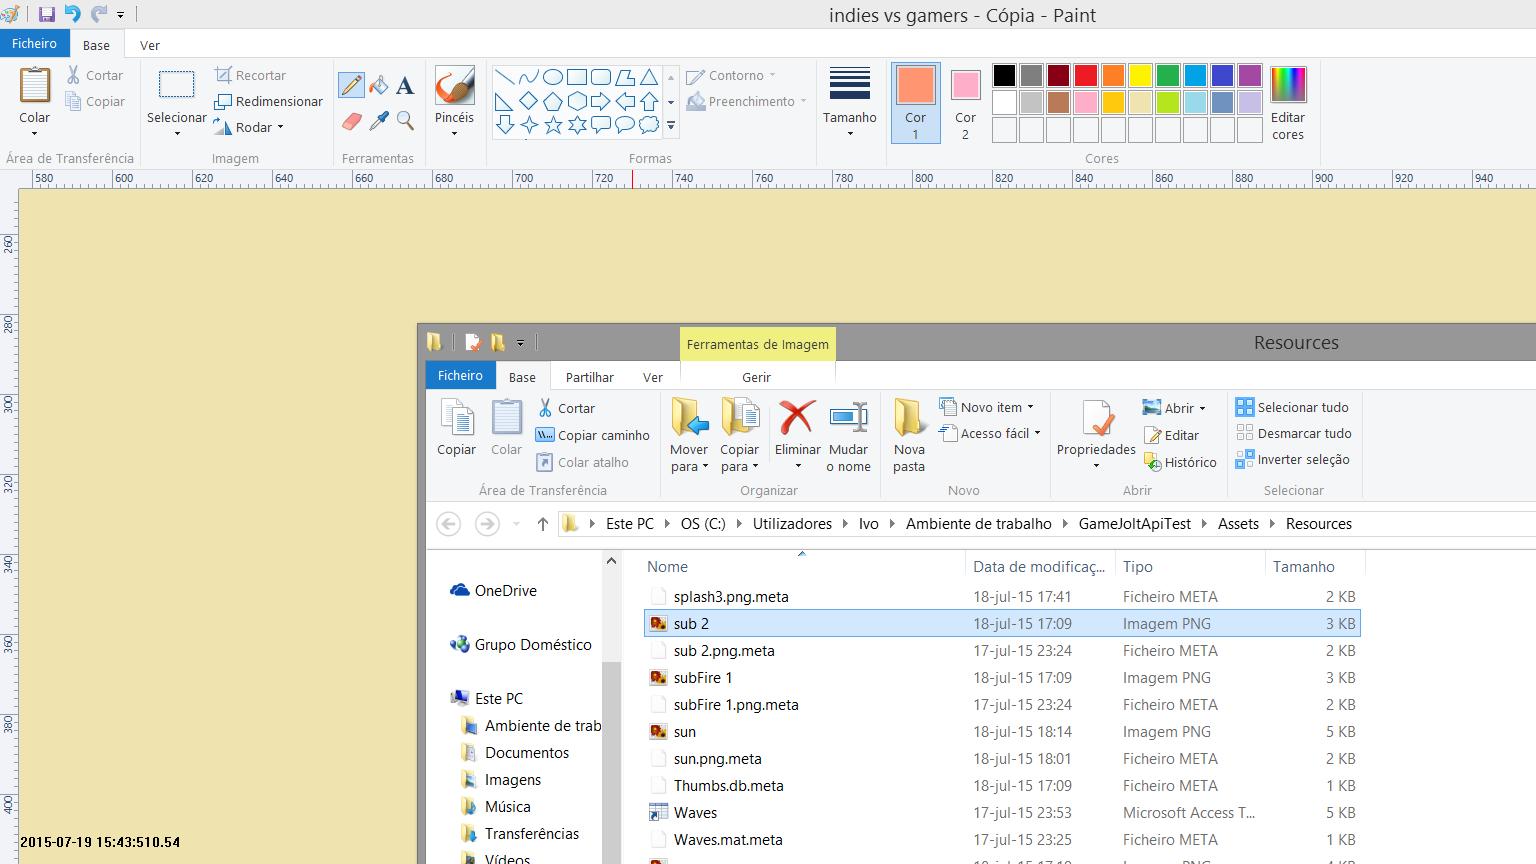 indies vs gamers - Cópia - Paint
Ficheiro Base Ver
Colar
Cortar
Copiar
Área de Transferência
Selecionar
Recortar
Redimensionar
Rodar
Imagem
Ferramentas
Pincéis
Contorno
Preenchimento
Formas
Tamanho
Cor 1
Cor 2
Editar cores
Cores
580 600 620 640 660 680 700 720 740 760 780 800 820 840 860 880 900 920 940
260
280
300
320
340
360
380
400
Ferramentas de Imagem
Resources
Ficheiro Base Partilhar Ver Gerir
Copiar
Colar
Cortar
Copiar caminho
Colar atalho
Área de Transferência
Mover para
Copiar para
Eliminar
Mudar o nome
Organizar
Nova pasta
Novo item
Acesso fácil
Novo
Propriedades
Abrir
Editar
Histórico
Abrir
Selecionar tudo
Desmarcar tudo
Inverter seleção
Selecionar
Este PC OS (C:) Utilizadores Ivo Ambiente de trabalho GameJoltApiTest Assets Resources
OneDrive
Grupo Doméstico
Este PC
Ambiente de trab
Documentos
Imagens
Música
Transferências
Vídeos
Nome Data de modificaç... Tipo Tamanho
splash3.png.meta 18-jul-15 17:41 Ficheiro META 2 KB
sub 2 18-jul-15 17:09 Imagem PNG 3 KB
sub 2.png.meta 17-jul-15 23:24 Ficheiro META 2 KB
subFire 1 18-jul-15 17:09 Imagem PNG 3 KB
subFire 1.png.meta 17-jul-15 23:24 Ficheiro META 2 KB
sun 18-jul-15 18:14 Imagem PNG 5 KB
sun.png.meta 18-jul-15 18:01 Ficheiro META 2 KB
Thumbs.db.meta 18-jul-15 17:09 Ficheiro META 1 KB
Waves 17-jul-15 23:53 Microsoft Access T... 5 KB
Waves.mat.meta 17-jul-15 23:25 Ficheiro META 1 KB
2015-07-19 15:43:510.54